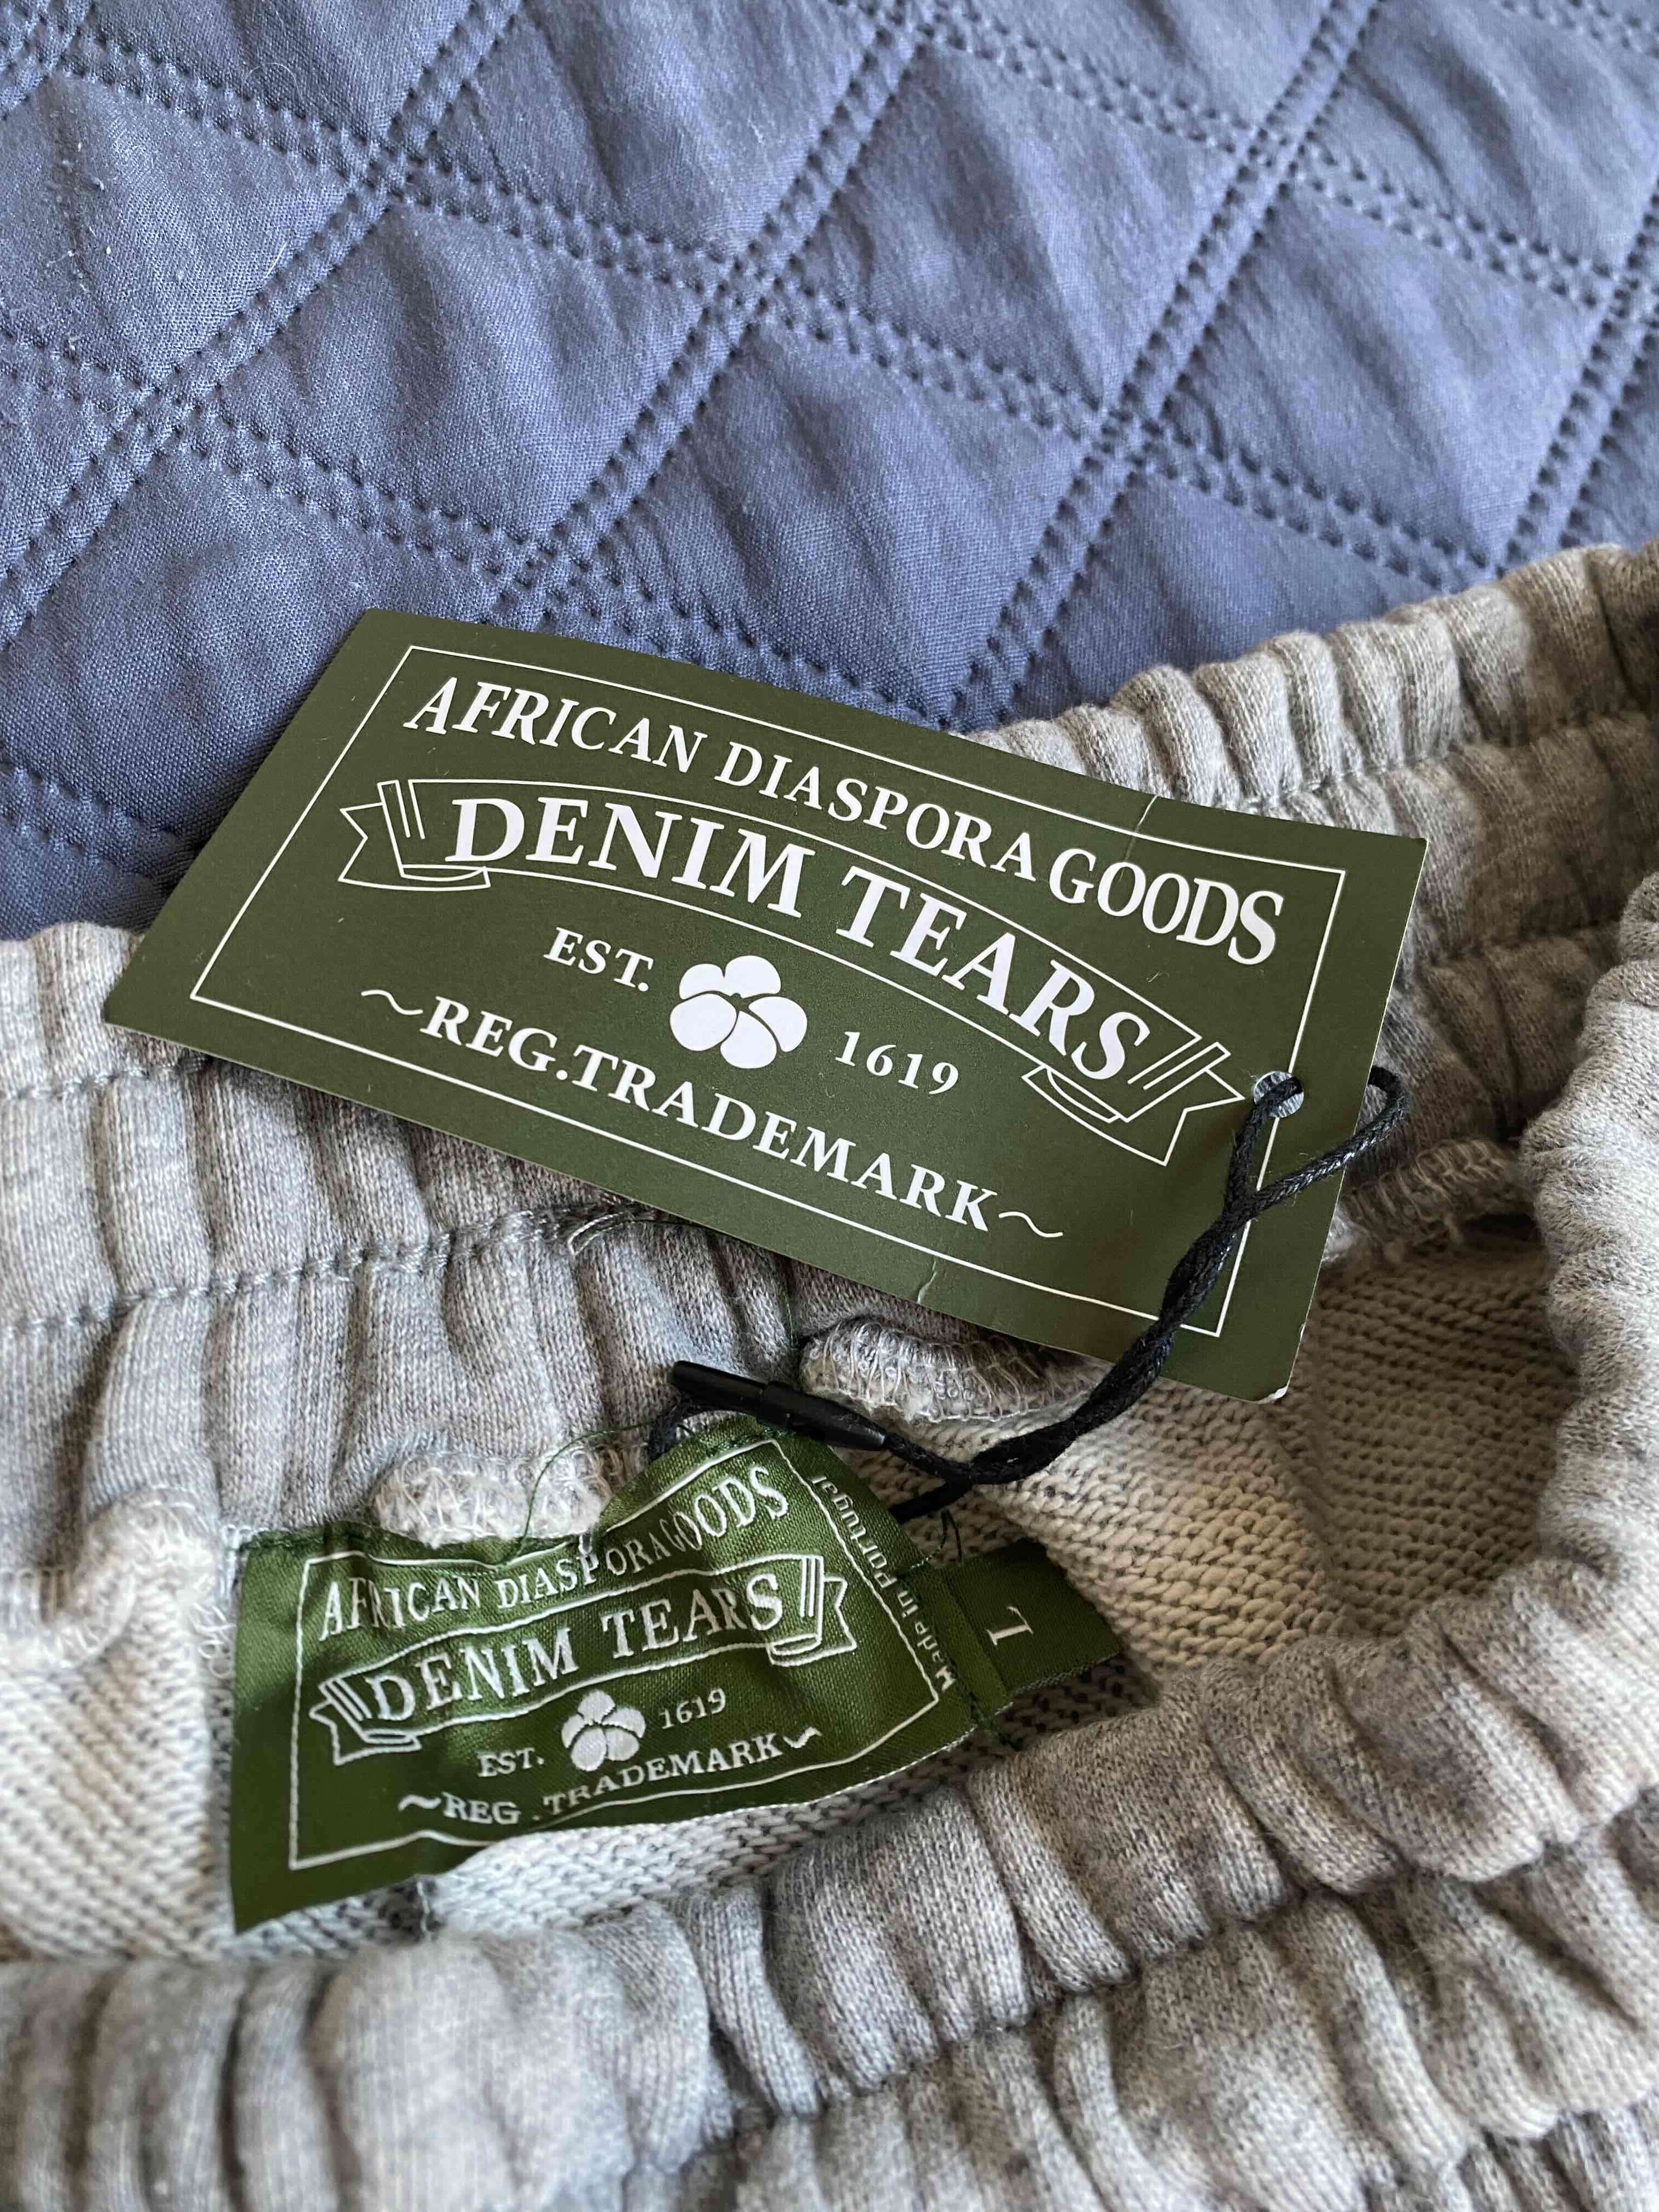 AFRICAN DIASPORA GOODS
DENIM TEARS
EST. 1619
~REG.TRADEMARK~
AFRICAN DIASPORA GOODS
DENIM TEARS
EST. 1619
~REG.TRADEMARK~
Made in Portugal
L